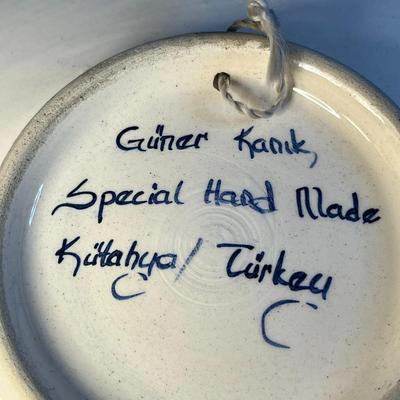 Güner Kanık,
Special Hand Made
Kütahya/ Türkey